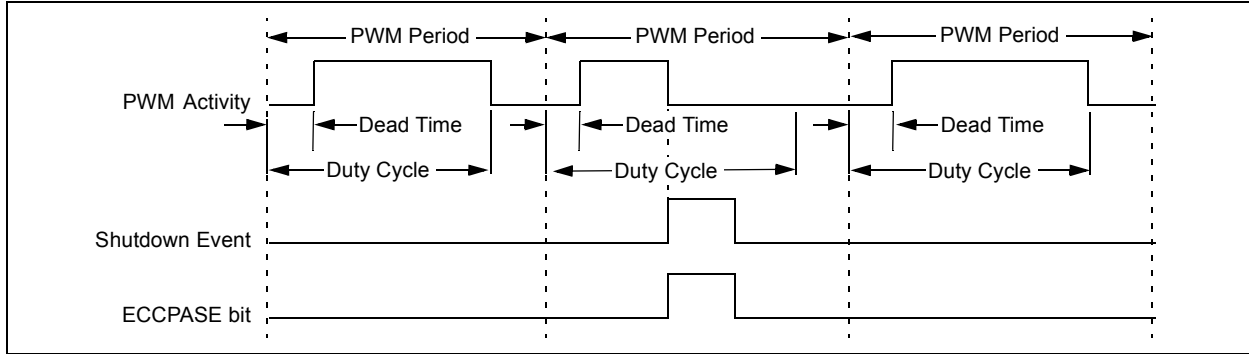 PWM Period PWM Period PWM Period
PWM Activity
Dead Time Dead Time Dead Time
Duty Cycle Duty Cycle Duty Cycle
Shutdown Event
ECCPASE bit